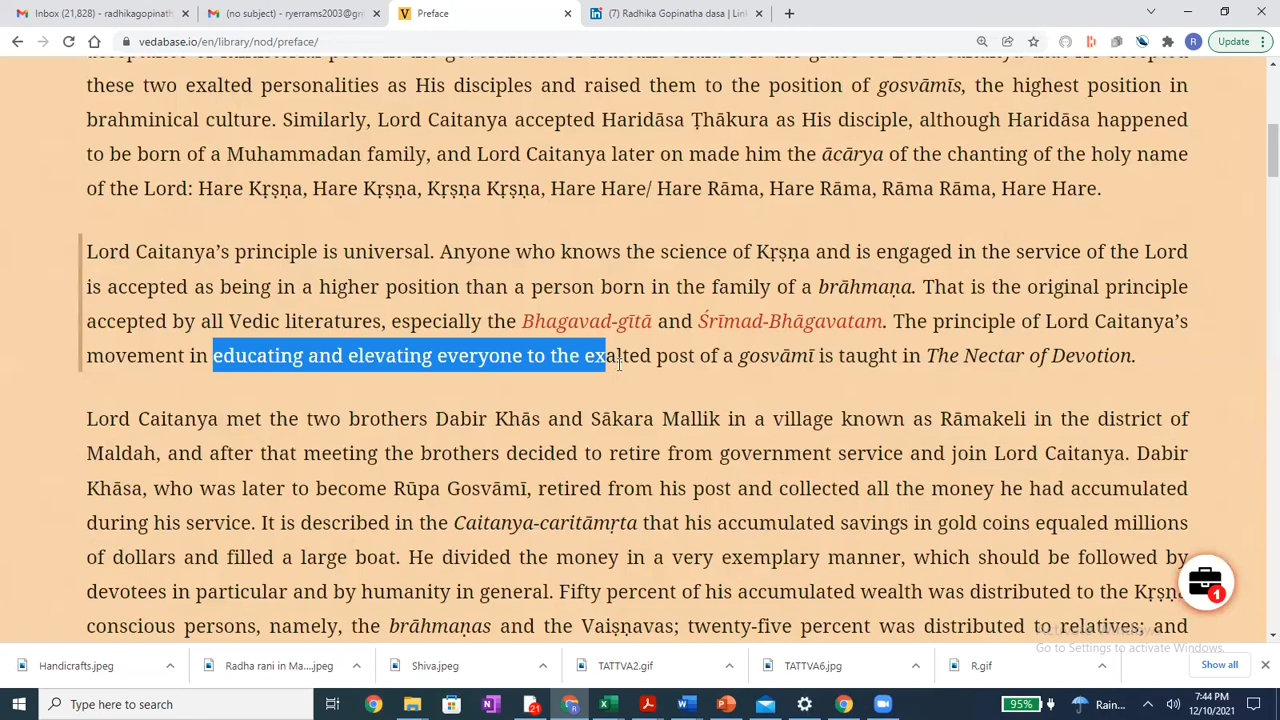 Inbox (21,828) - radhikagopinath
(no subject) - ryerrams2003@gm
Preface
(7) Radhika Gopinatha dasa | Link
vedabase.io/en/library/nod/preface/
Update
these two exalted personalities as His disciples and raised them to the position of gosvāmīs, the highest position in
brahminical culture. Similarly, Lord Caitanya accepted Haridāsa Ṭhākura as His disciple, although Haridāsa happened
to be born of a Muhammadan family, and Lord Caitanya later on made him the ācārya of the chanting of the holy name
of the Lord: Hare Kṛṣṇa, Hare Kṛṣṇa, Kṛṣṇa Kṛṣṇa, Hare Hare/ Hare Rāma, Hare Rāma, Rāma Rāma, Hare Hare.
Lord Caitanya’s principle is universal. Anyone who knows the science of Kṛṣṇa and is engaged in the service of the Lord
is accepted as being in a higher position than a person born in the family of a brāhmaṇa. That is the original principle
accepted by all Vedic literatures, especially the Bhagavad-gītā and Śrīmad-Bhāgavatam. The principle of Lord Caitanya’s
movement in educating and elevating everyone to the exalted post of a gosvāmī is taught in The Nectar of Devotion.
Lord Caitanya met the two brothers Dabir Khās and Sākara Mallik in a village known as Rāmakeli in the district of
Maldah, and after that meeting the brothers decided to retire from government service and join Lord Caitanya. Dabir
Khāsa, who was later to become Rūpa Gosvāmī, retired from his post and collected all the money he had accumulated
during his service. It is described in the Caitanya-caritāmṛta that his accumulated savings in gold coins equaled millions
of dollars and filled a large boat. He divided the money in a very exemplary manner, which should be followed by
devotees in particular and by humanity in general. Fifty percent of his accumulated wealth was distributed to the Kṛṣṇa
conscious persons, namely, the brāhmaṇas and the Vaiṣṇavas; twenty-five percent was distributed to relatives; and
1
Activate Windows
Go to Settings to activate Windows.
Handicrafts.jpeg
Radha rani in Ma....jpeg
Shiva.jpeg
TATTVA2.gif
TATTVA6.jpg
R.gif
Show all
Type here to search
21
95%
Rain...
7:44 PM
12/10/2021